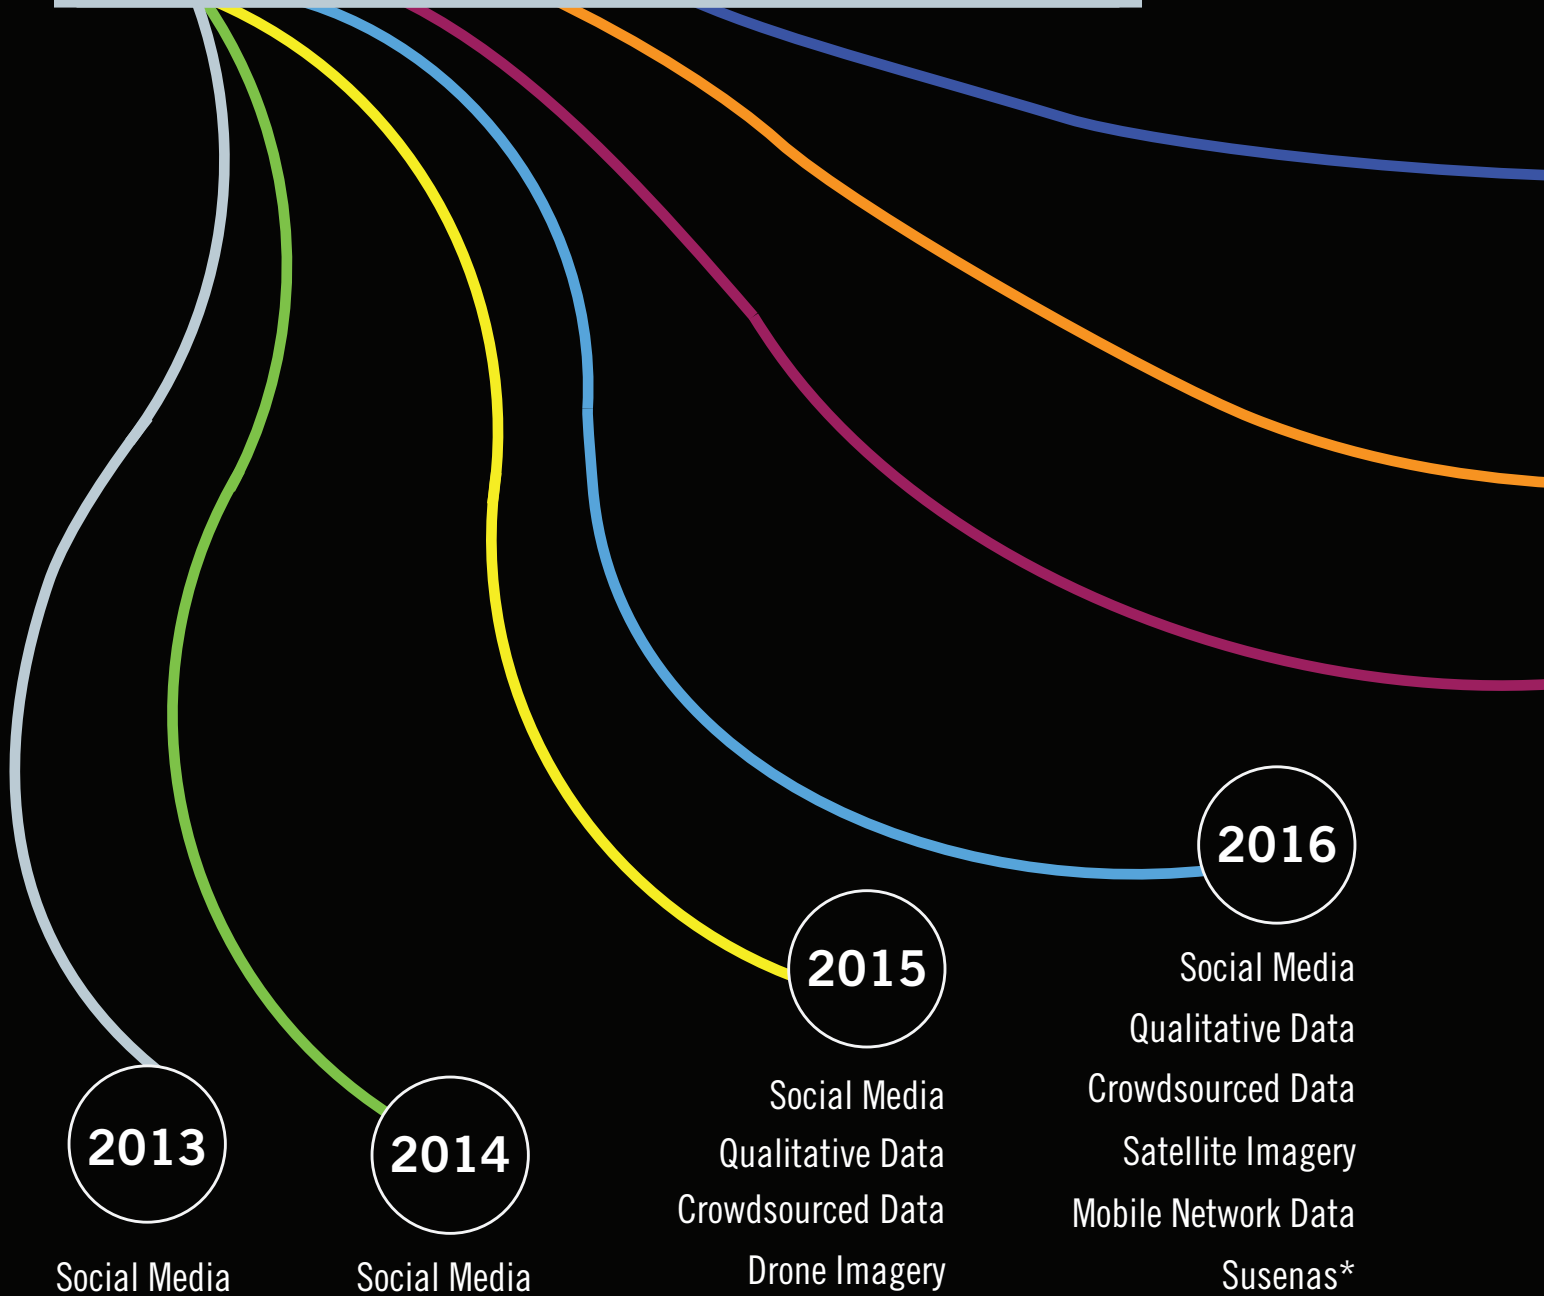 2013
Social Media
2014
Social Media
2015
Social Media
Qualitative Data
Crowdsourced Data
Drone Imagery
2016
Social Media
Qualitative Data
Crowdsourced Data
Satellite Imagery
Mobile Network Data
Susenas*